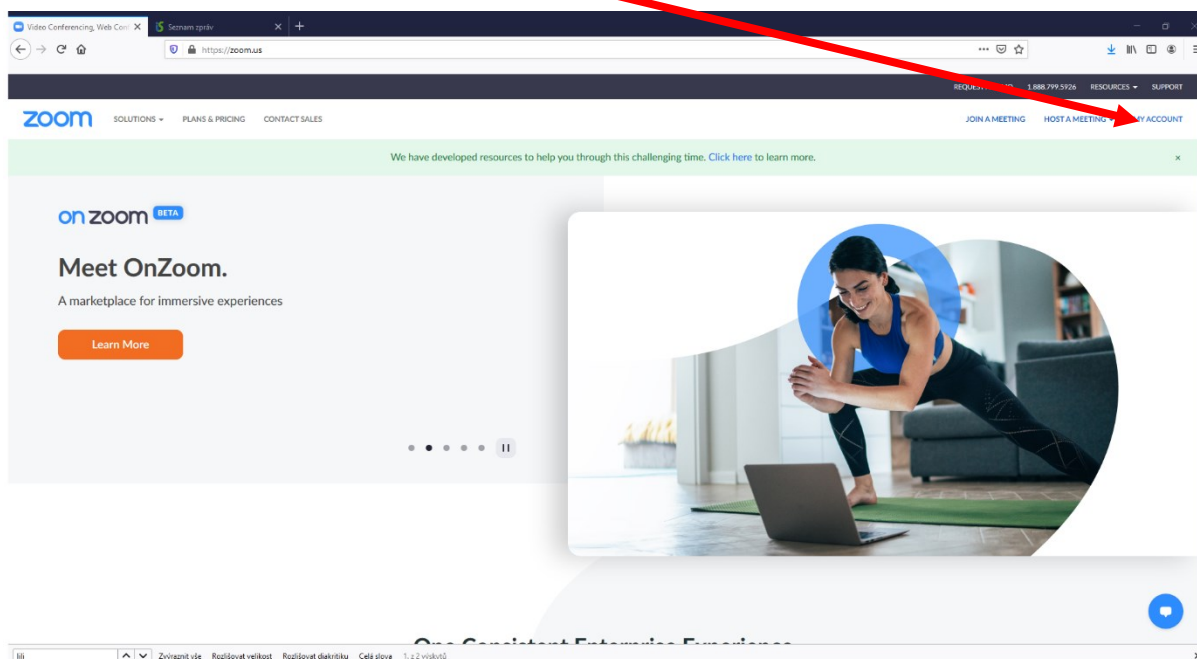 Video Conferencing, Web Conf
Seznam zpráv
https://zoom.us
1.888.799.5926 RESOURCES SUPPORT
zoom SOLUTIONS PLANS & PRICING CONTACT SALES JOIN A MEETING HOST A MEETING MY ACCOUNT
We have developed resources to help you through this challenging time. Click here to learn more.
on zoom BETA
Meet OnZoom.
A marketplace for immersive experiences
Learn More
One Consistent Enterprise Experience
lili Zvýraznit vše Rozlišovat velikost Rozlišovat diakritiku Celá slova 1. z 2 výskytů